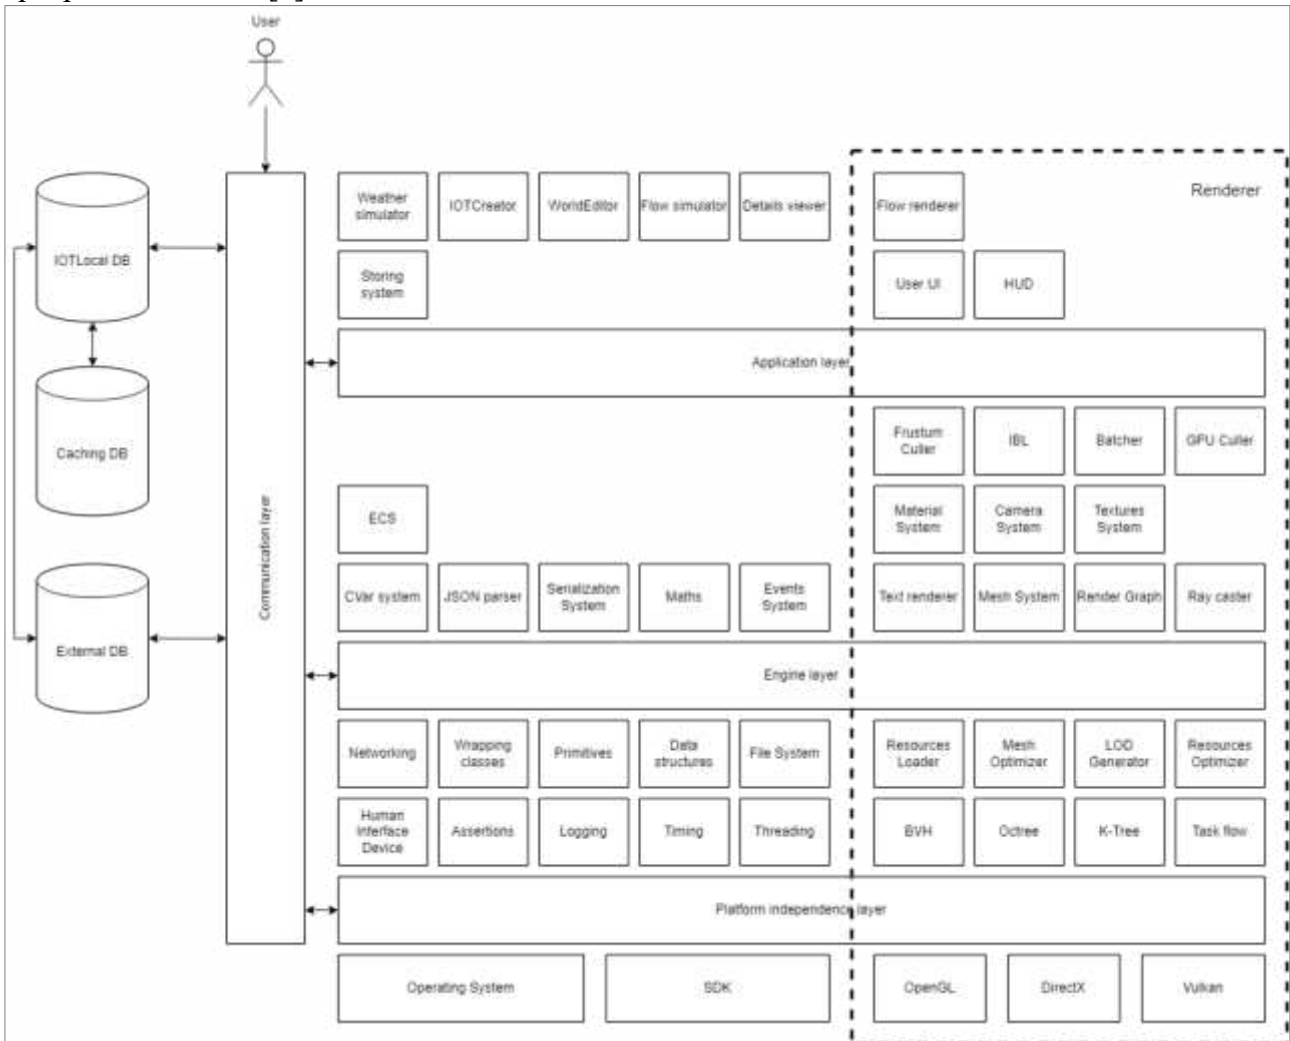 User
Renderer
Weather
simulator
IOTCreator
WorldEditor
Flow simulator
Details viewer
Flow renderer
IOTLocal DB
Storing
system
User UI
HUD
Application layer
Caching DB
Frustum
Culler
IBL
Batcher
GPU Culler
Communication layer
ECS
Material
System
Camera
System
Textures
System
CVar system
JSON parser
Serialization
System
Maths
Events
System
Text renderer
Mesh System
Render Graph
Ray caster
External DB
Engine layer
Networking
Wrapping
classes
Primitives
Data
structures
File System
Resources
Loader
Mesh
Optimizer
LOD
Generator
Resources
Optimizer
Human
Interface
Device
Assertions
Logging
Timing
Threading
BVH
Octree
K-Tree
Task flow
Platform independence layer
Operating System
SDK
OpenGL
DirectX
Vulkan